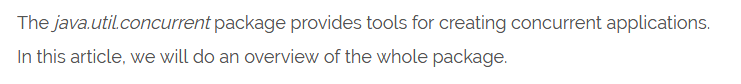 The java.util.concurrent package provides tools for creating concurrent applications.
In this article, we will do an overview of the whole package.